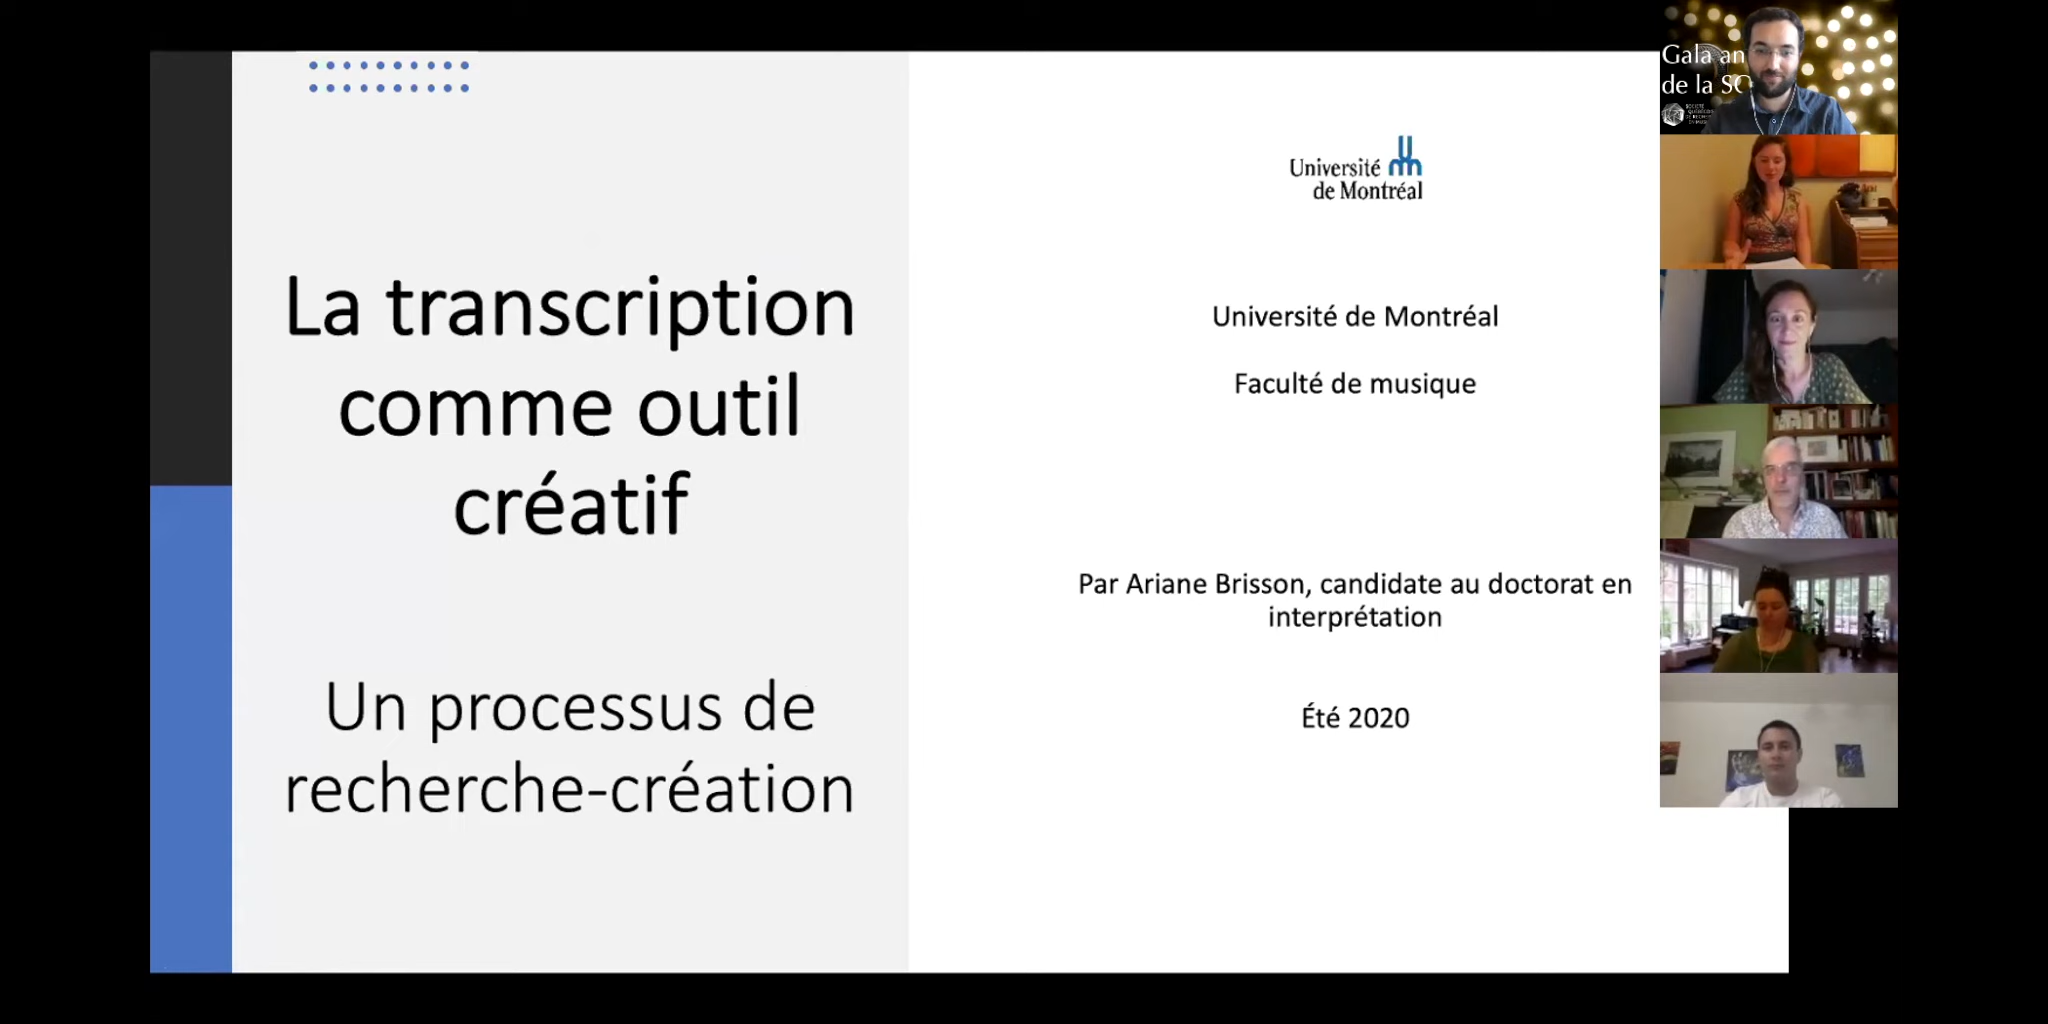 La transcription
comme outil
créatif
Un processus de
recherche-création
Université
de Montréal
Université de Montréal
Faculté de musique
Par Ariane Brisson, candidate au doctorat en
interprétation
Été 2020
Gala an
de la SQ